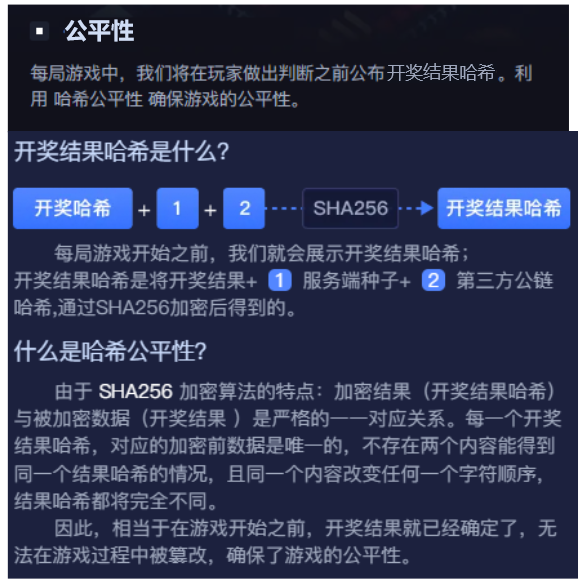 公平性
每局游戏中，我们将在玩家做出判断之前公布开奖结果哈希。利
用 哈希公平性 确保游戏的公平性。
开奖结果哈希是什么？
开奖哈希 + 1 + 2 SHA256 开奖结果哈希
每局游戏开始之前，我们就会展示开奖结果哈希；
开奖结果哈希是将开奖结果+ 1 服务端种子+ 2 第三方公链
哈希,通过SHA256加密后得到的。
什么是哈希公平性？
由于 SHA256 加密算法的特点：加密结果（开奖结果哈希）
与被加密数据（开奖结果 ）是严格的一一对应关系。每一个开奖
结果哈希，对应的加密前数据是唯一的，不存在两个内容能得到
同一个结果哈希的情况，且同一个内容改变任何一个字符顺序，
结果哈希都将完全不同。
因此，相当于在游戏开始之前，开奖结果就已经确定了，无
法在游戏过程中被篡改，确保了游戏的公平性。